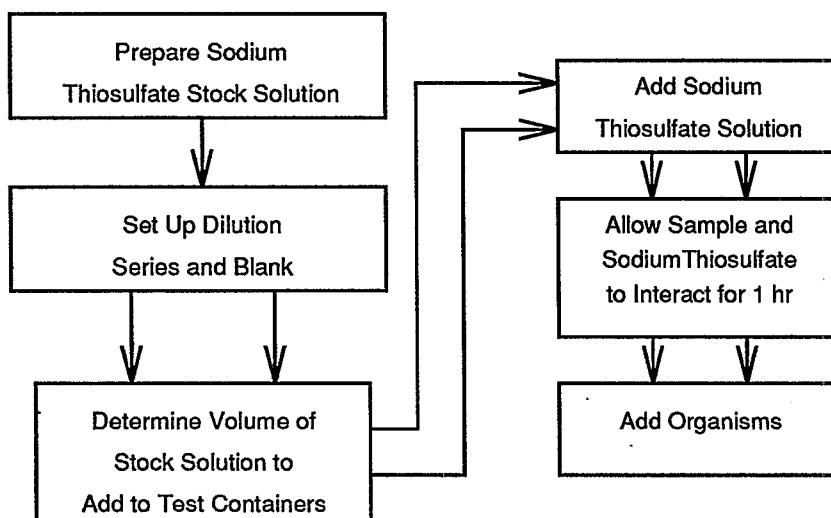 Prepare Sodium
Thiosulfate Stock Solution
Set Up Dilution
Series and Blank
Determine Volume of
Stock Solution to
Add to Test Containers
Add Sodium
Thiosulfate Solution
Allow Sample and
SodiumThiosulfate
to Interact for 1 hr
Add Organisms